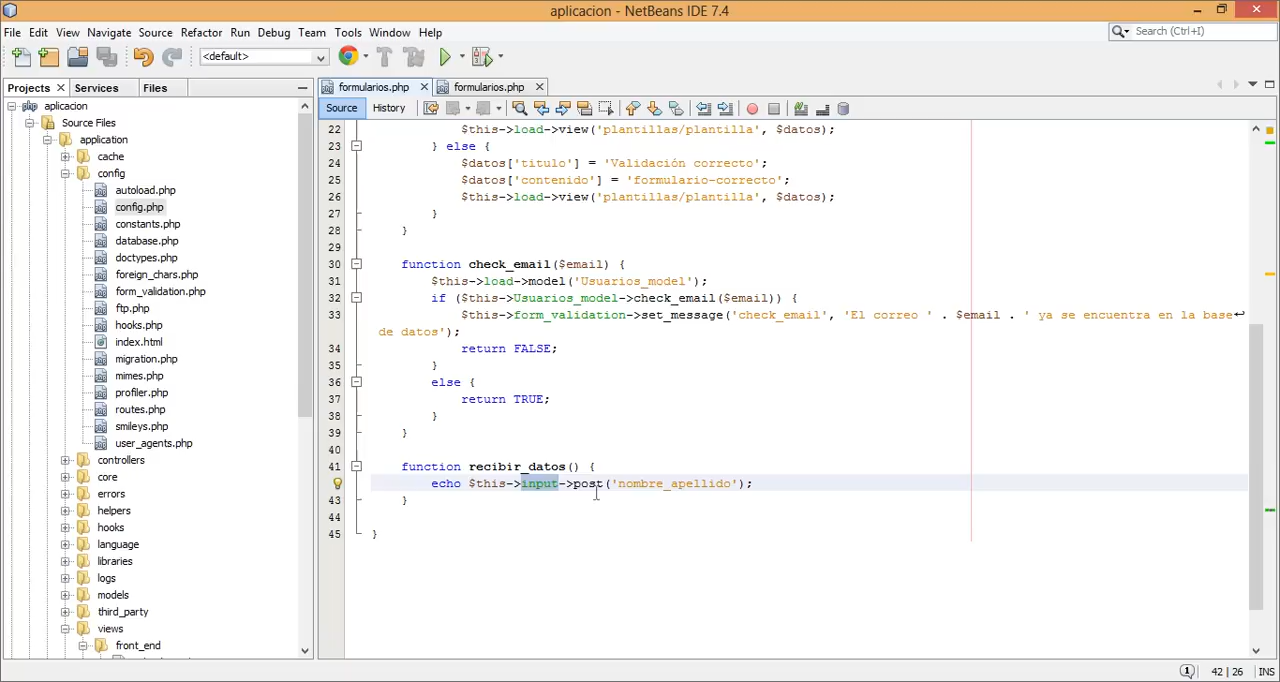 aplicacion - NetBeans IDE 7.4
File Edit View Navigate Source Refactor Run Debug Team Tools Window Help
Search (Ctrl+I)
<default>
Projects Services Files
aplicacion
Source Files
application
cache
config
autoload.php
config.php
constants.php
database.php
doctypes.php
foreign_chars.php
form_validation.php
ftp.php
hooks.php
index.html
migration.php
mimes.php
profiler.php
routes.php
smileys.php
user_agents.php
controllers
core
errors
helpers
hooks
language
libraries
logs
models
third_party
views
front_end
formularios.php formularios.php
Source History
22 $this->load->view('plantillas/plantilla', $datos);
23 } else {
24 $datos['titulo'] = 'Validación correcto';
25 $datos['contenido'] = 'formulario-correcto';
26 $this->load->view('plantillas/plantilla', $datos);
27 }
28 }
29
30 function check_email($email) {
31 $this->load->model('Usuarios_model');
32 if ($this->Usuarios_model->check_email($email)) {
33 $this->form_validation->set_message('check_email', 'El correo ' . $email . ' ya se encuentra en la base
de datos');
34 return FALSE;
35 }
36 else {
37 return TRUE;
38 }
39 }
40
41 function recibir_datos() {
echo $this->input->post('nombre_apellido');
43 }
44
45 }
42 | 26 INS